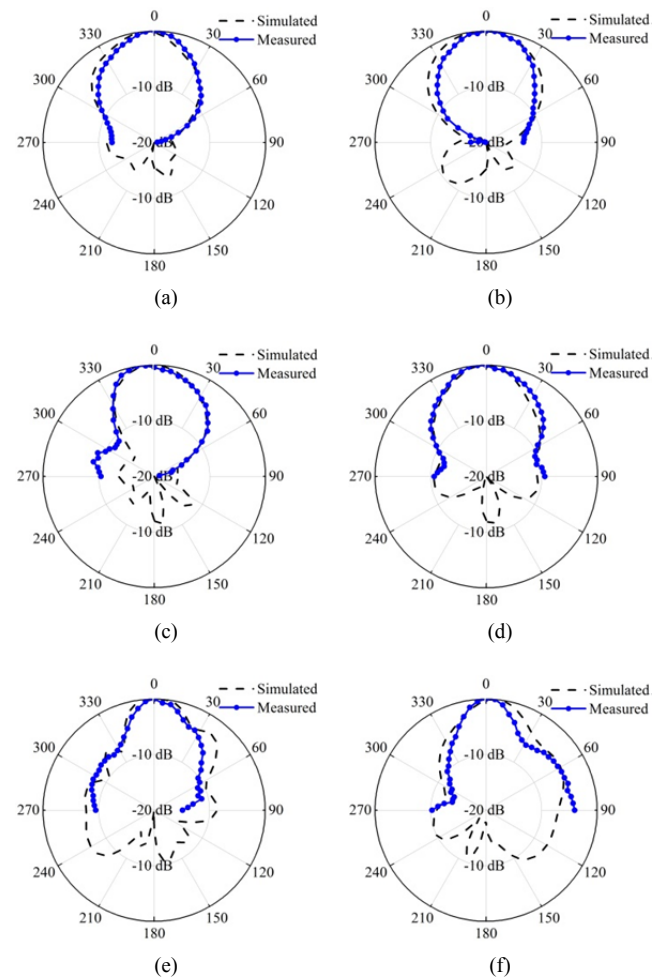 0
330
30
300
60
270
90
240
120
210
150
180
-10 dB
-20 dB
-10 dB
Simulated
Measured
(a)
0
330
30
300
60
270
90
240
120
210
150
180
-10 dB
-20 dB
-10 dB
Simulated
Measured
(b)
0
330
30
300
60
270
90
240
120
210
150
180
-10 dB
-20 dB
-10 dB
Simulated
Measured
(c)
0
330
30
300
60
270
90
240
120
210
150
180
-10 dB
-20 dB
-10 dB
Simulated
Measured
(d)
0
330
30
300
60
270
90
240
120
210
150
180
-10 dB
-20 dB
-10 dB
Simulated
Measured
(e)
0
330
30
300
60
270
90
240
120
210
150
180
-10 dB
-20 dB
-10 dB
Simulated
Measured
(f)